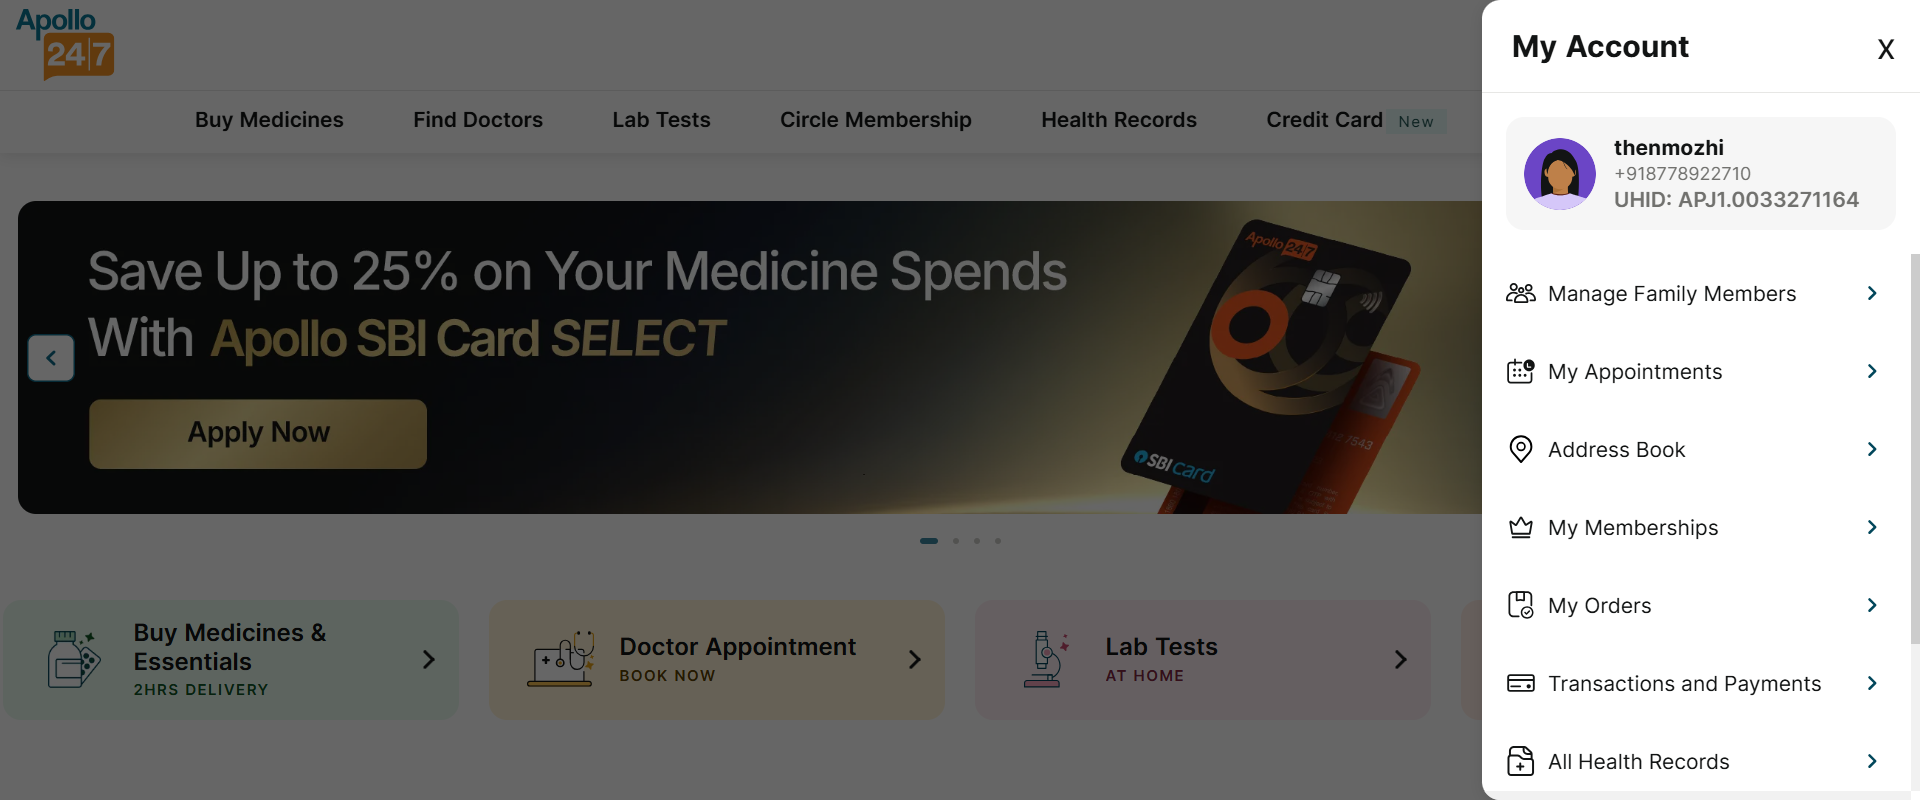 Apollo
24|7
Buy Medicines
Find Doctors
Lab Tests
Circle Membership
Health Records
Credit Card New
Save Up to 25% on Your Medicine Spends
With Apollo SBI Card SELECT
Apply Now
Apollo 24|7
SBI Card
7543
Buy Medicines &
Essentials
2HRS DELIVERY
Doctor Appointment
BOOK NOW
Lab Tests
AT HOME
My Account
X
thenmozhi
+918778922710
UHID: APJ1.0033271164
Manage Family Members
My Appointments
Address Book
My Memberships
My Orders
Transactions and Payments
All Health Records